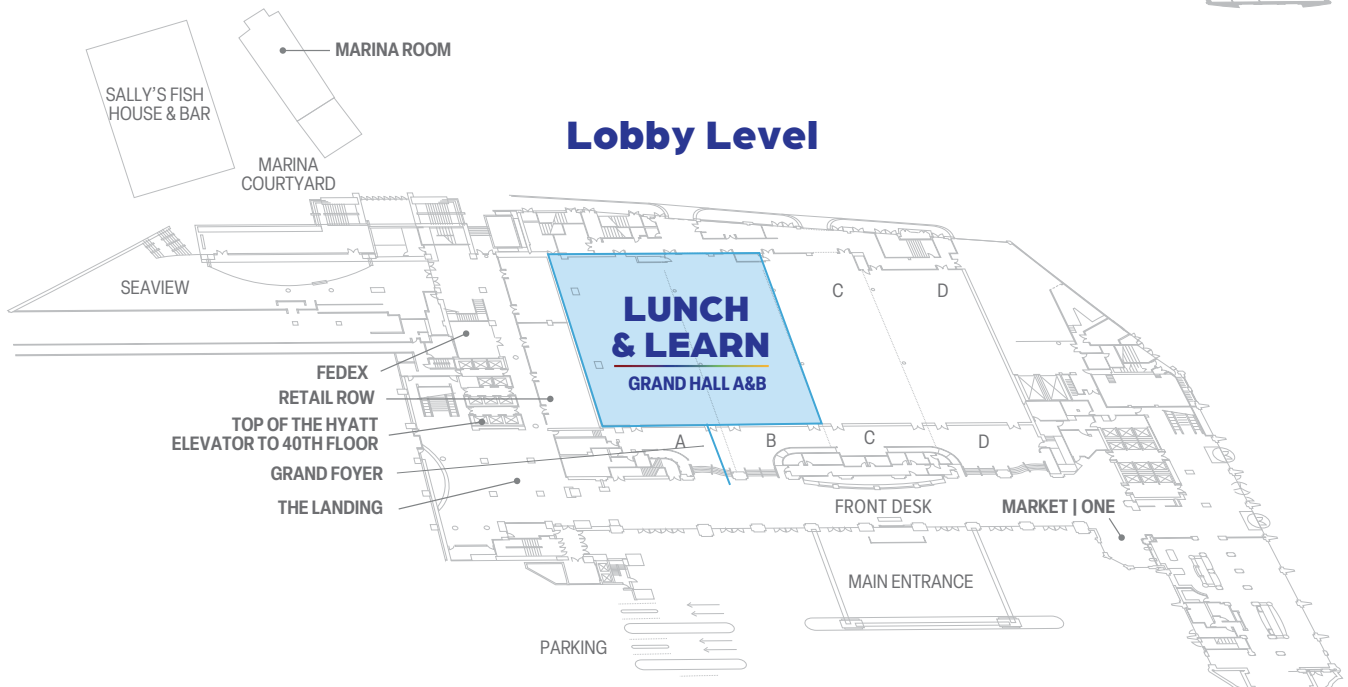 MARINA ROOM
SALLY'S FISH
HOUSE & BAR
Lobby Level
MARINA
COURTYARD
SEAVIEW
C
D
LUNCH
& LEARN
GRAND HALL A&B
FEDEX
RETAIL ROW
TOP OF THE HYATT
ELEVATOR TO 40TH FLOOR
GRAND FOYER
THE LANDING
A
B
C
D
FRONT DESK
MARKET | ONE
MAIN ENTRANCE
PARKING